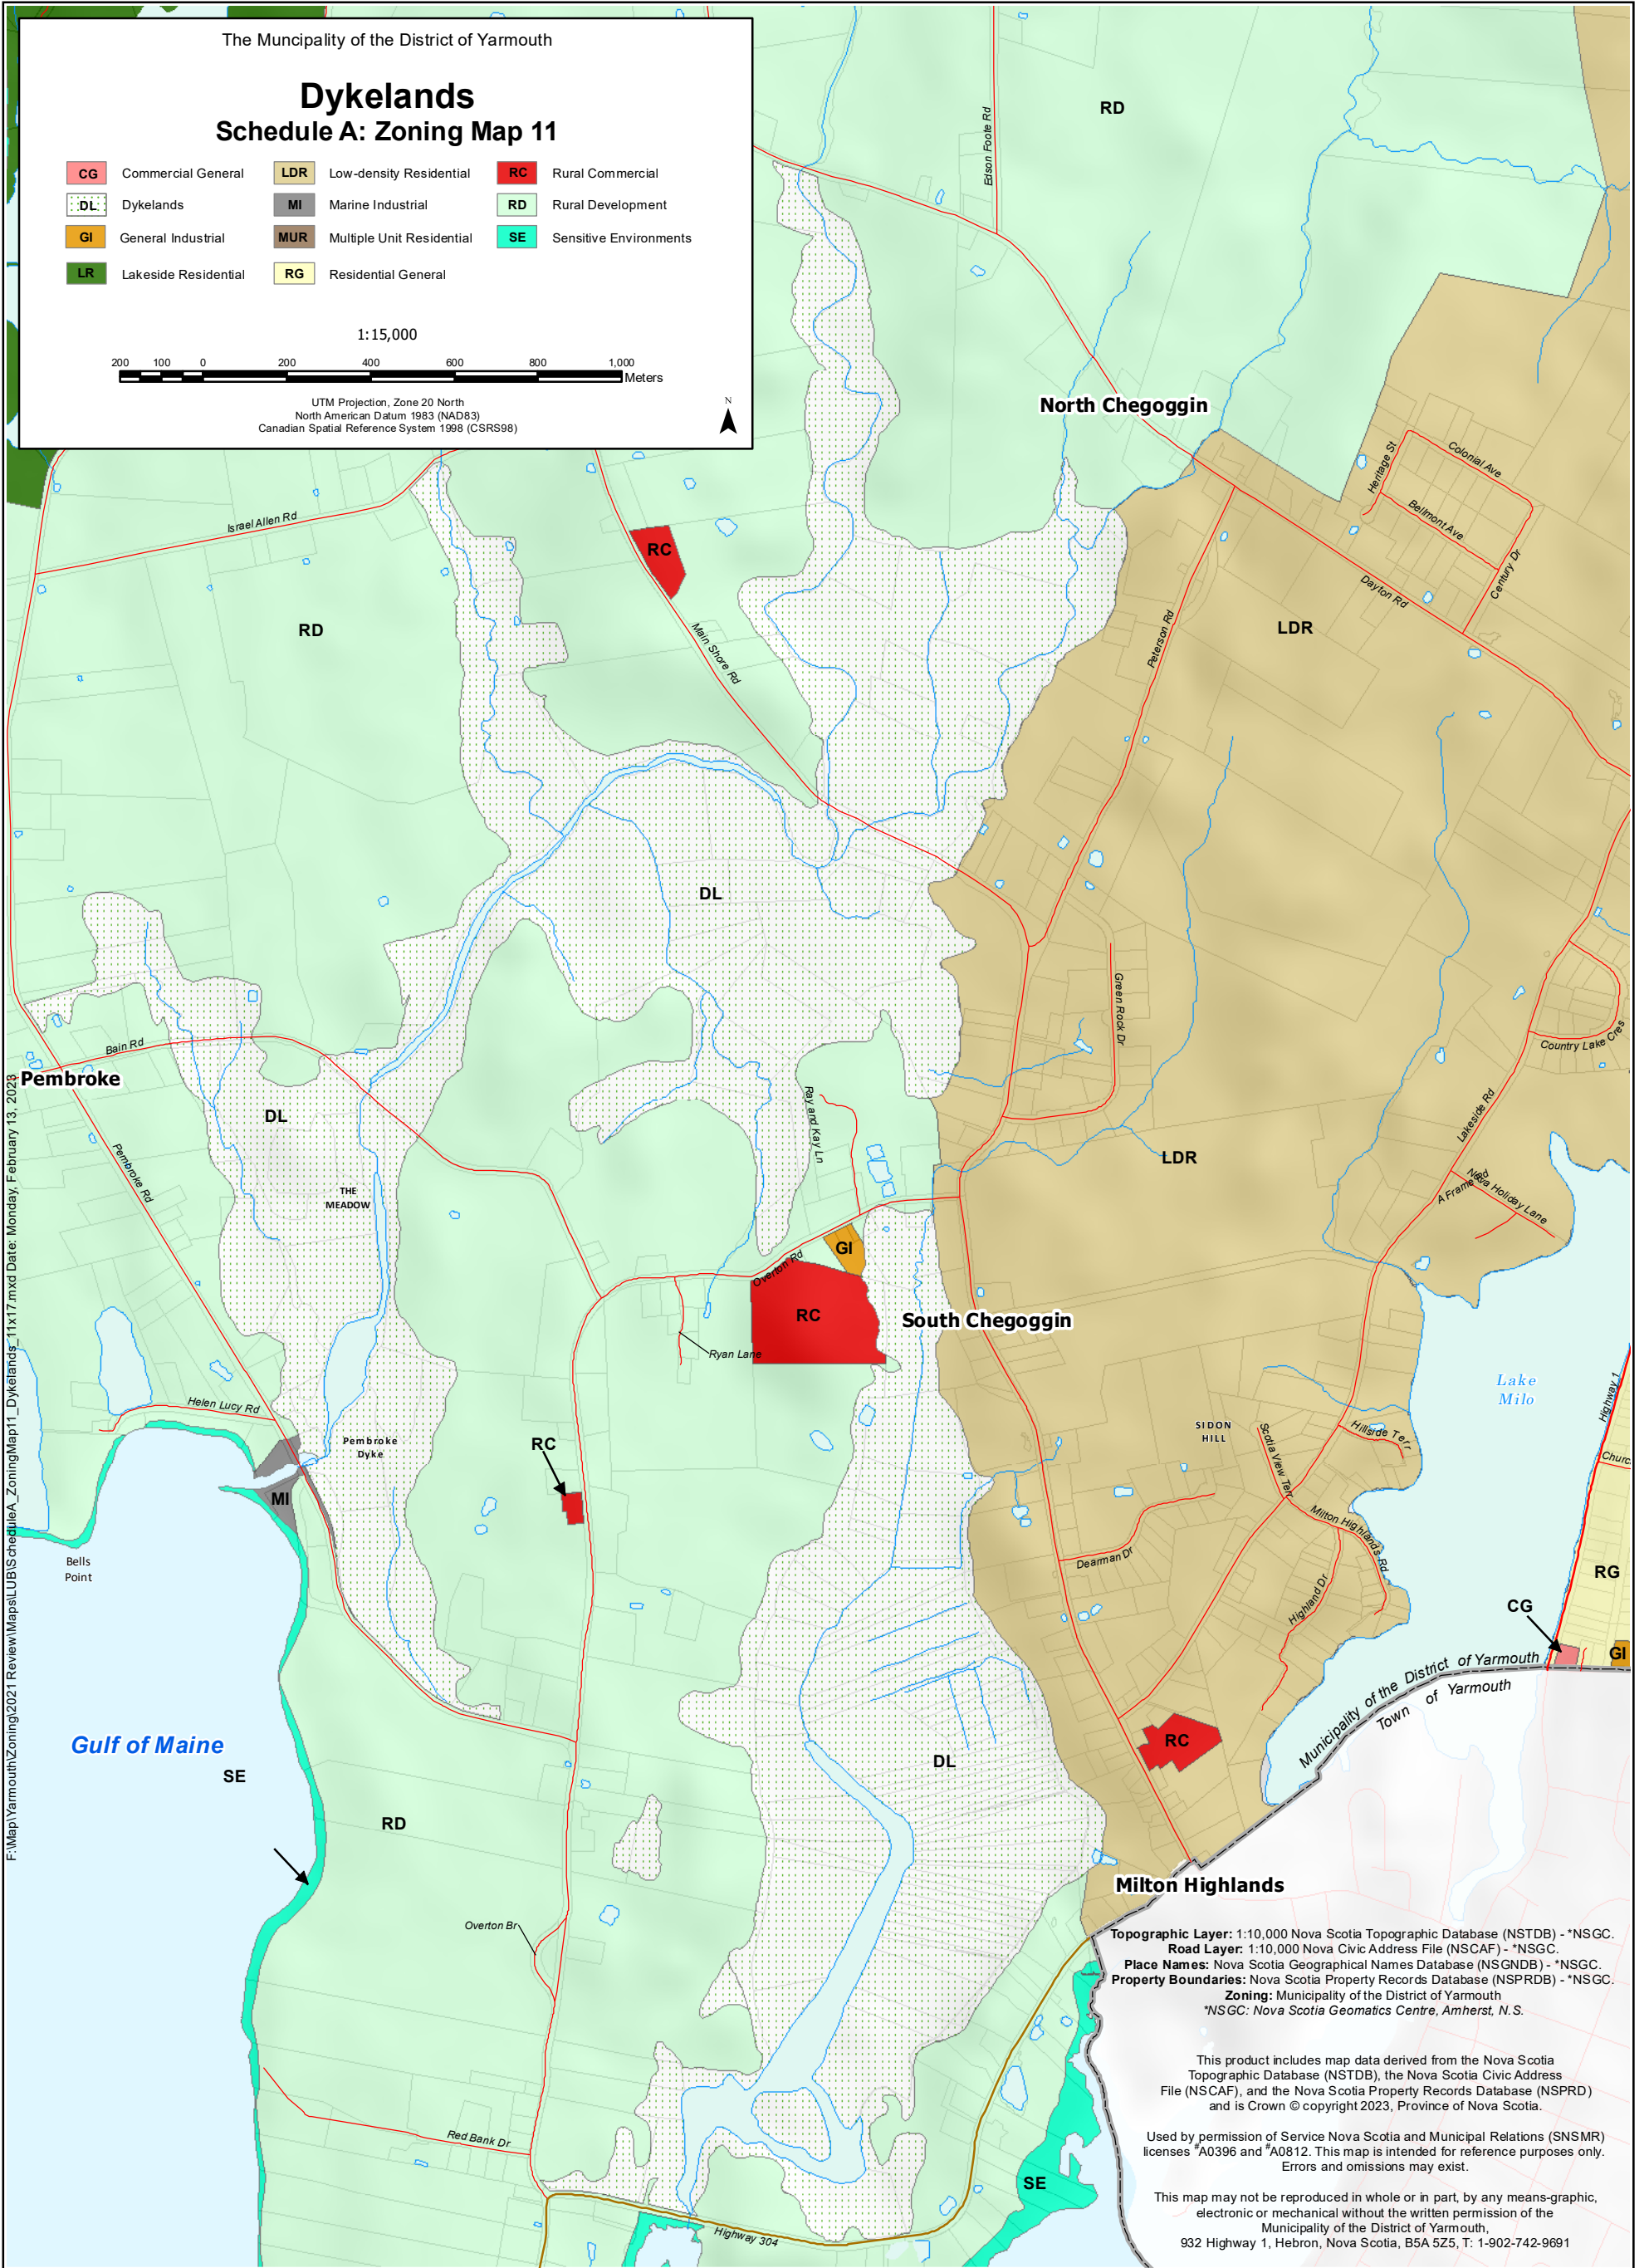 The Muncipality of the District of Yarmouth
Dykelands
Schedule A: Zoning Map 11
CG Commercial General
LDR Low-density Residential
RC Rural Commercial
DL Dykelands
MI Marine Industrial
RD Rural Development
GI General Industrial
MUR Multiple Unit Residential
SE Sensitive Environments
LR Lakeside Residential
RG Residential General
1:15,000
200 100 0 200 400 600 800 1,000
Meters
UTM Projection, Zone 20 North
North American Datum 1983 (NAD83)
Canadian Spatial Reference System 1998 (CSRS98)
N
RD
Edson Foote Rd
North Chegoggin
Heritage St
Colonial Ave
Bellmont Ave
Century Dr
Dayton Rd
Israel Allen Rd
RC
RD
Main Shore Rd
Peterson Rd
LDR
DL
Green Rock Dr
Country Lake Cres
Bain Rd
Pembroke
DL
Ray and Kay Ln
Lakeside Rd
Pembroke Rd
LDR
THE
MEADOW
A Frame Rd
Nova Holiday Lane
GI
Overton Rd
RC
South Chegoggin
Ryan Lane
Lake
Milo
Highway 1
Helen Lucy Rd
Pembroke
Dyke
RC
SIDON
HILL
Scotia View Terr
Hillside Terr
Churc
MI
Milton Highlands Rd
Bells
Point
Dearman Dr
Highland Dr
RG
CG
GI
Municipality of the District of Yarmouth
Town of Yarmouth
Gulf of Maine
SE
RC
DL
RD
Milton Highlands
Overton Br
Red Bank Dr
SE
Highway 304
Topographic Layer: 1:10,000 Nova Scotia Topographic Database (NSTDB) - *NSGC.
Road Layer: 1:10,000 Nova Civic Address File (NSCAF) - *NSGC.
Place Names: Nova Scotia Geographical Names Database (NSGNDB) - *NSGC.
Property Boundaries: Nova Scotia Property Records Database (NSPRDB) - *NSGC.
Zoning: Municipality of the District of Yarmouth
*NSGC: Nova Scotia Geomatics Centre, Amherst, N.S.
This product includes map data derived from the Nova Scotia
Topographic Database (NSTDB), the Nova Scotia Civic Address
File (NSCAF), and the Nova Scotia Property Records Database (NSPRD)
and is Crown © copyright 2023, Province of Nova Scotia.
Used by permission of Service Nova Scotia and Municipal Relations (SNSMR)
licenses #A0396 and #A0812. This map is intended for reference purposes only.
Errors and omissions may exist.
This map may not be reproduced in whole or in part, by any means-graphic,
electronic or mechanical without the written permission of the
Municipality of the District of Yarmouth,
932 Highway 1, Hebron, Nova Scotia, B5A 5Z5, T: 1-902-742-9691
F:\Map\Yarmouth\Zoning\2021 Review\Maps\LUB\ScheduleA_ZoningMap11_Dykelands_11x17.mxd Date: Monday, February 13, 2023